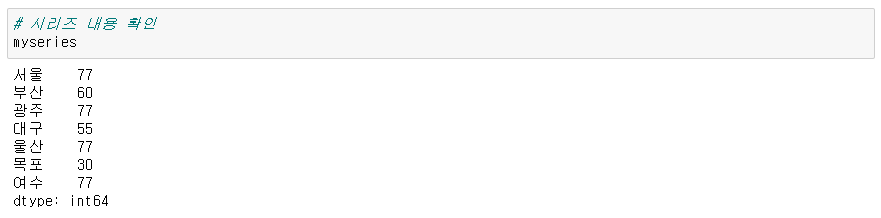 # 시리즈 내용 확인
myseries
서울    77
부산    60
광주    77
대구    55
울산    77
목포    30
여수    77
dtype: int64